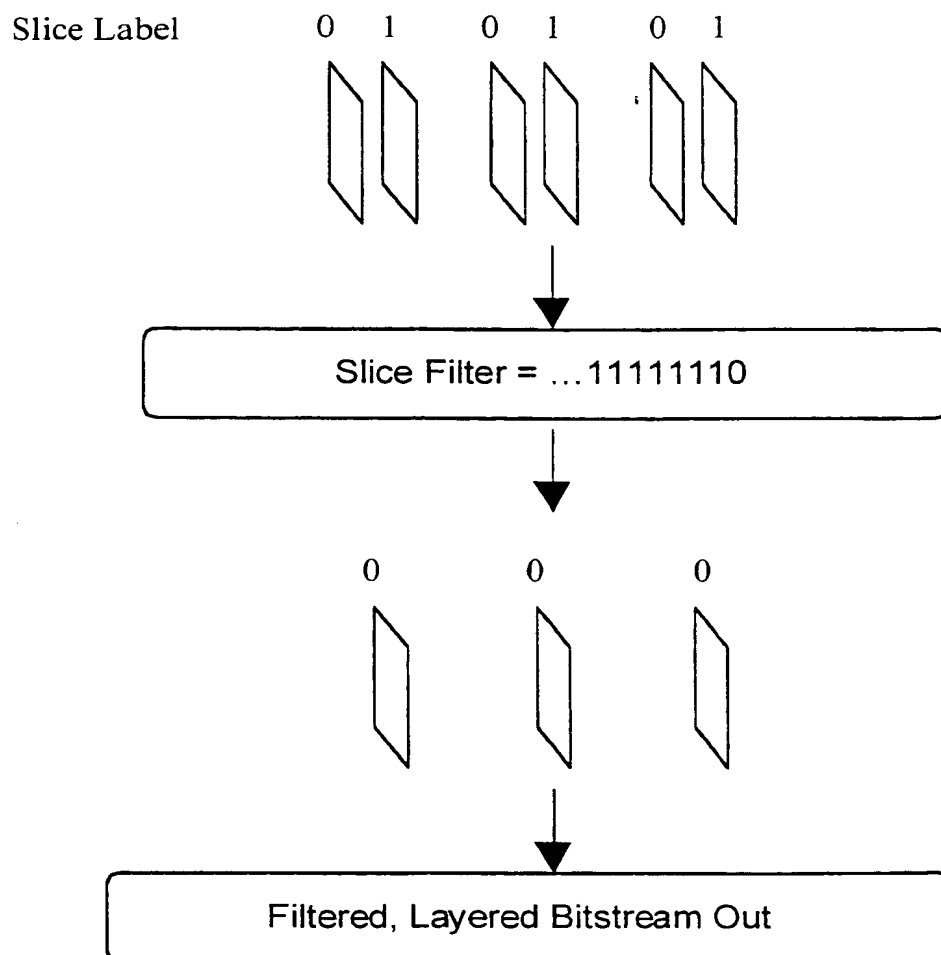 Slice Label 0 1 0 1 0 1
Slice Filter = ...11111110
0 0 0
Filtered, Layered Bitstream Out